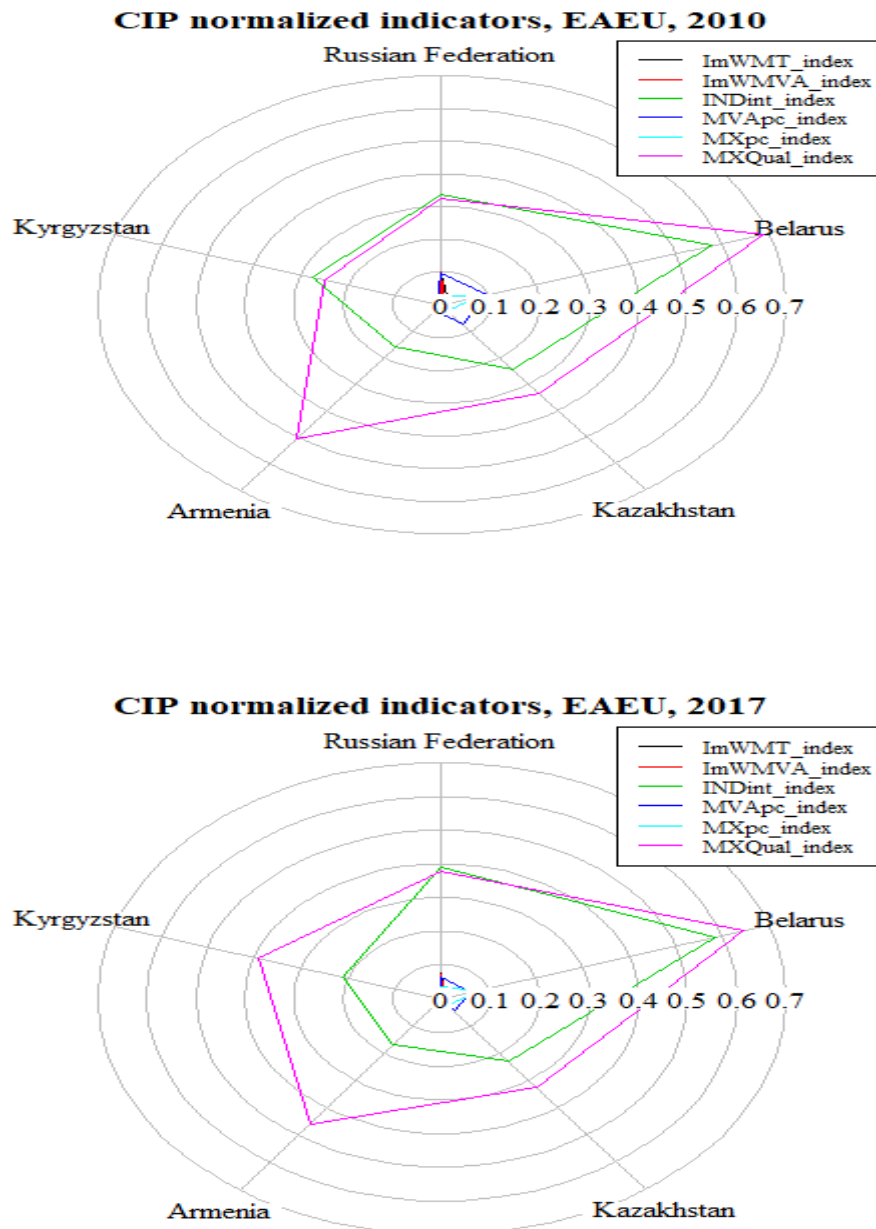 CIP normalized indicators, EAEU, 2010
Russian Federation
ImWMT_index
ImWMVA_index
INDint_index
MVApc_index
MXpc_index
MXQual_index
Kyrgyzstan
Belarus
0 0.1 0.2 0.3 0.4 0.5 0.6 0.7
Armenia
Kazakhstan
CIP normalized indicators, EAEU, 2017
Russian Federation
ImWMT_index
ImWMVA_index
INDint_index
MVApc_index
MXpc_index
MXQual_index
Kyrgyzstan
Belarus
0 0.1 0.2 0.3 0.4 0.5 0.6 0.7
Armenia
Kazakhstan